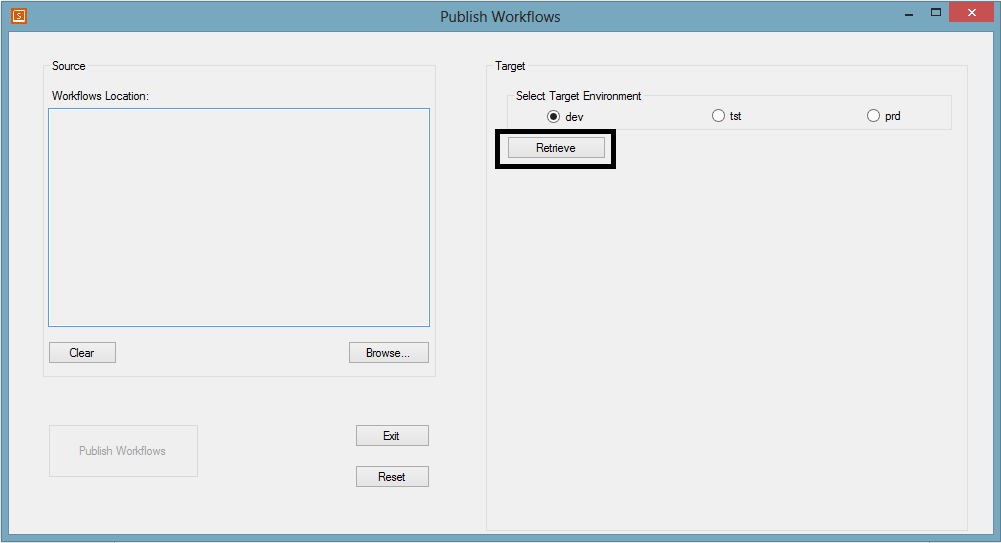 Publish Workflows
Source
Workflows Location:
Clear
Browse...
Publish Workflows
Exit
Reset
Target
Select Target Environment
dev
tst
prd
Retrieve